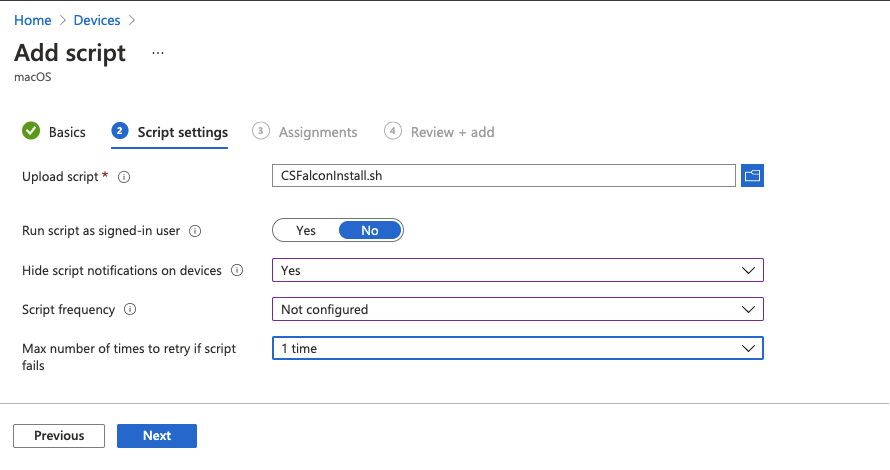 Home > Devices >
Add script ...
macOS
Basics 2 Script settings 3 Assignments 4 Review + add
Upload script * CSFalconInstall.sh
Run script as signed-in user Yes No
Hide script notifications on devices Yes
Script frequency Not configured
Max number of times to retry if script 1 time
fails
Previous Next